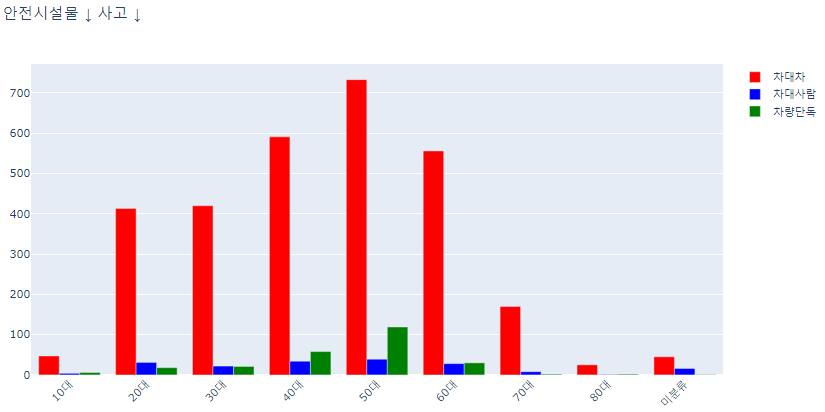 안전시설물 ↓ 사고 ↓
차대차
차대사람
차량단독
700
600
500
400
300
200
100
0
10대
20대
30대
40대
50대
60대
70대
80대
미분류